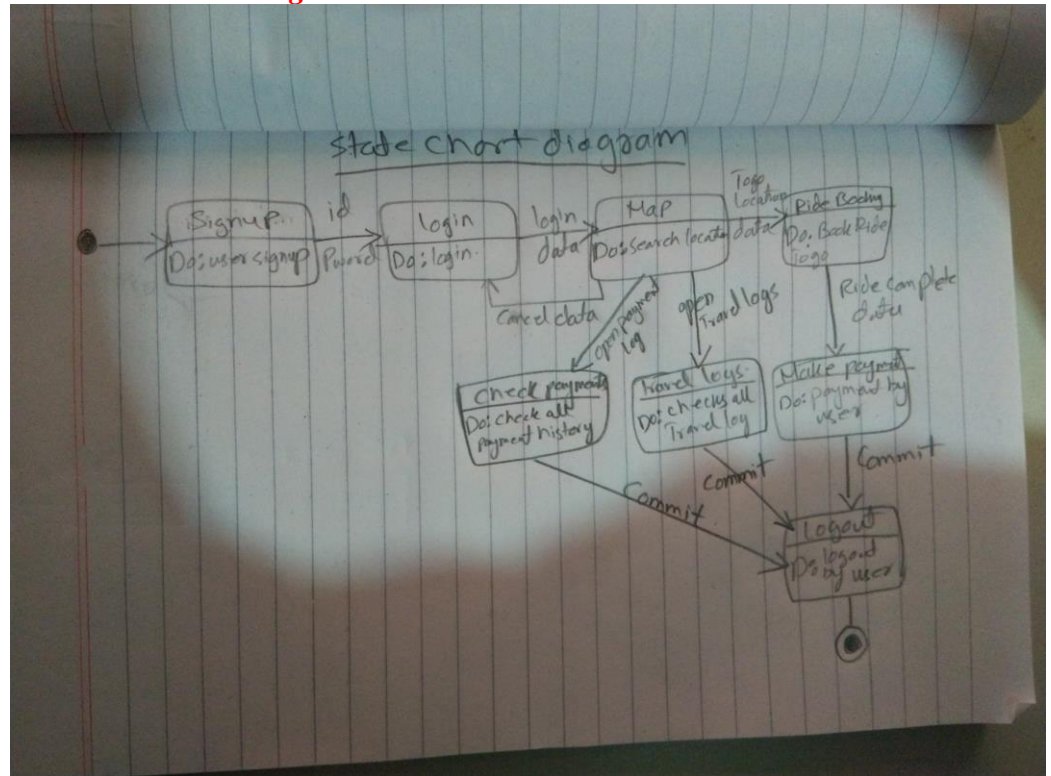 State chart diagram
Signup
Do: user signup
id
Pword
login
Do: login
login
data
Map
Do: search locatio
Togo
Location
data
Ride Booking
Do: Book Ride
Togo
Cancel data
open payment
log
open
Travel logs
Ride complete
data
Check payments
Do: check all
payment history
Travel logs
Do: checks all
Travel log
Make payment
Do: payment by
user
Commit
Commit
Commit
Logout
Do: logout
by user